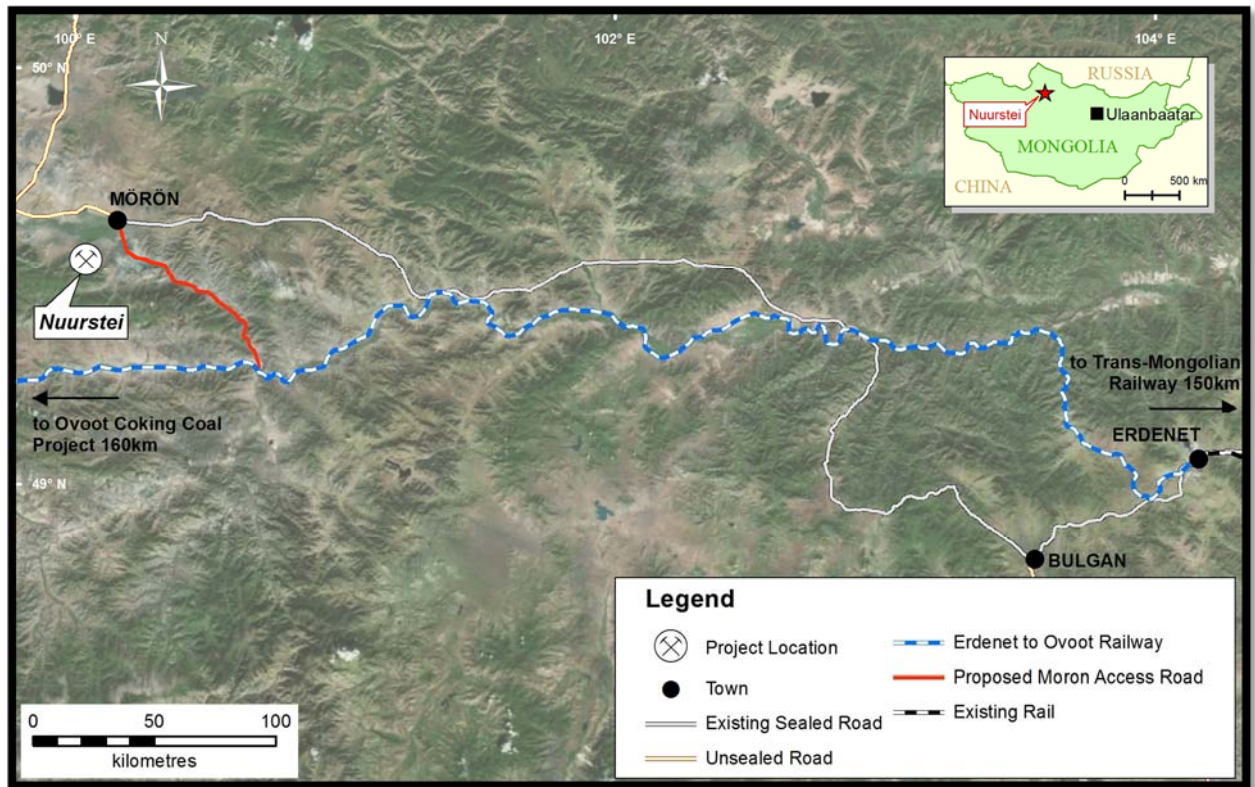 100° E
N
102° E
104° E
50° N
RUSSIA
Nuurstei
Ulaanbaatar
MONGOLIA
CHINA
0 500 km
MÖRÖN
Nuurstei
to Trans-Mongolian
Railway 150km
to Ovoot Coking Coal
Project 160km
ERDENET
49° N
BULGAN
Legend
Project Location
Town
Existing Sealed Road
Unsealed Road
Erdenet to Ovoot Railway
Proposed Moron Access Road
Existing Rail
0 50 100
kilometres